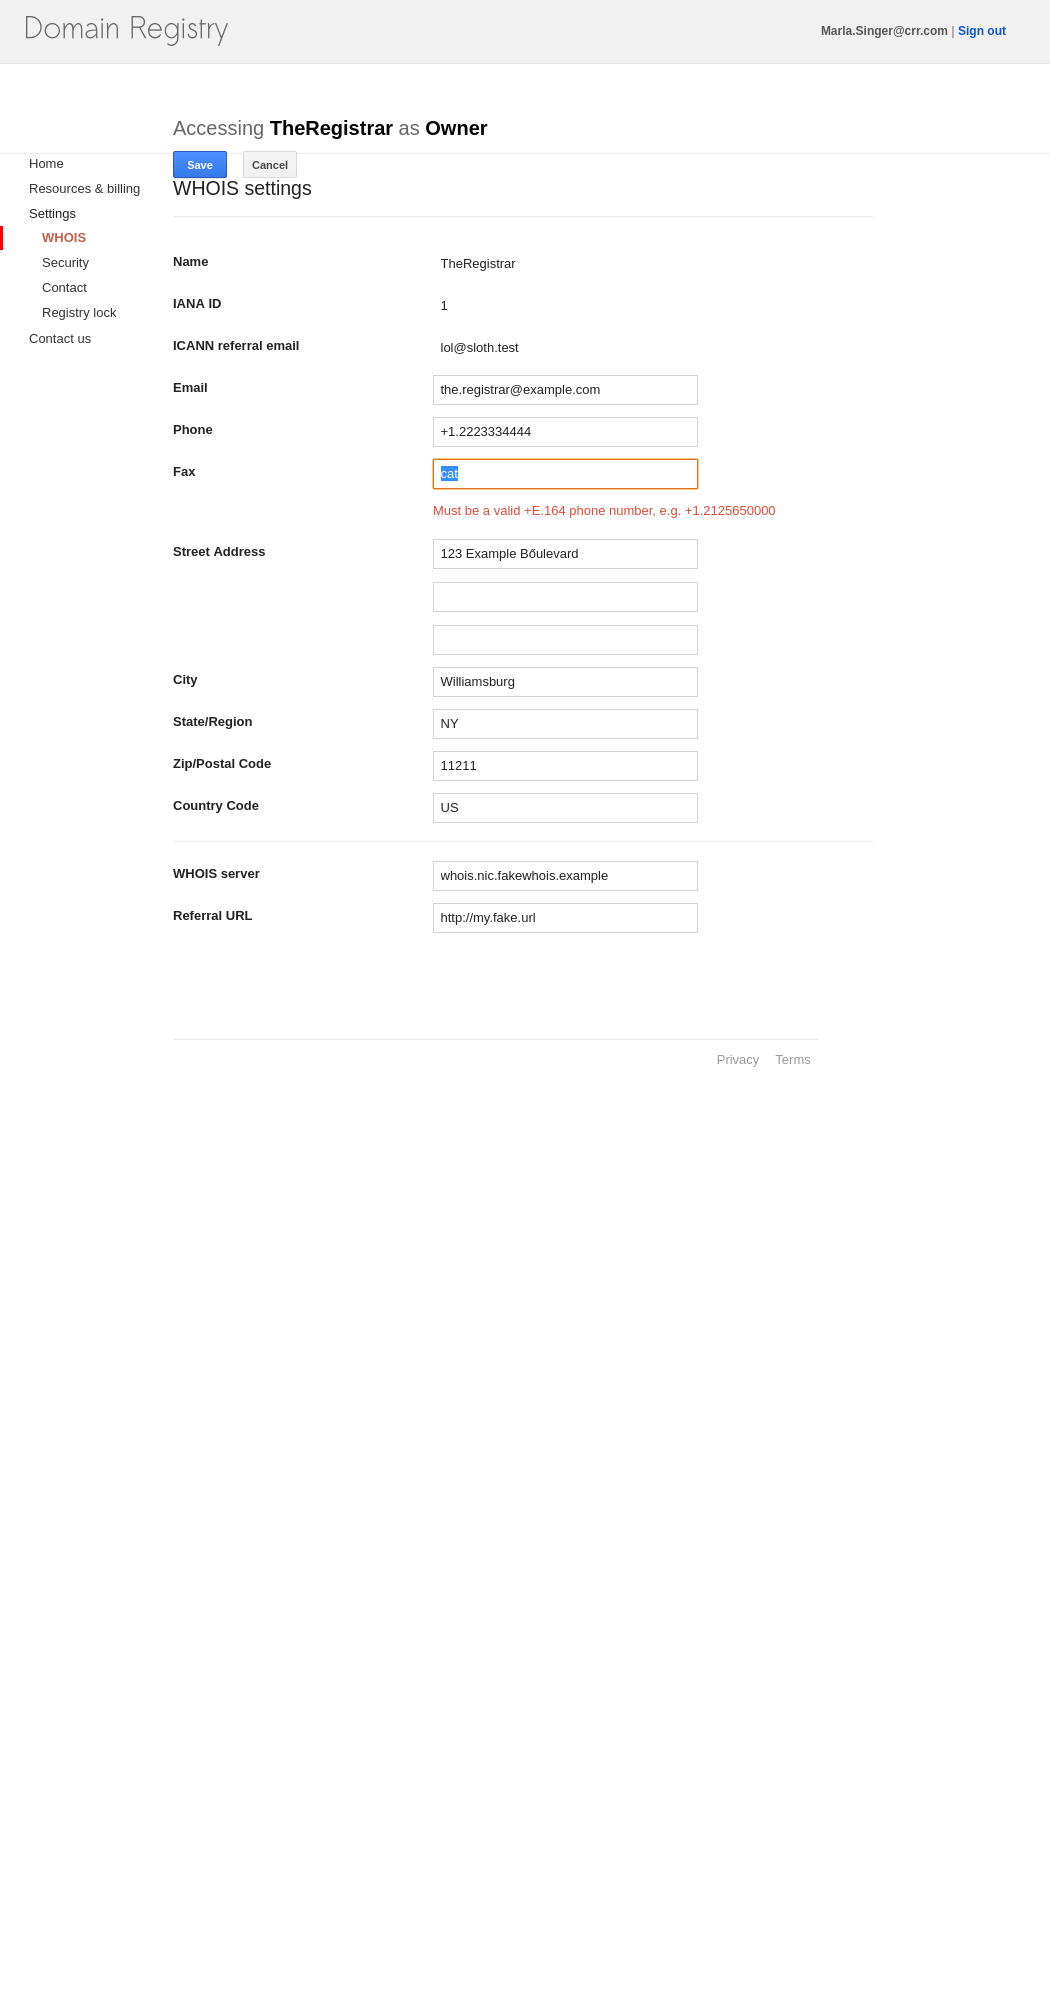 Domain Registry
Marla.Singer@crr.com | Sign out
Accessing TheRegistrar as Owner
Save Cancel
Home
Resources & billing
Settings
WHOIS
Security
Contact
Registry lock
Contact us
WHOIS settings
Name TheRegistrar
IANA ID 1
ICANN referral email lol@sloth.test
Email the.registrar@example.com
Phone +1.2223334444
Fax cat
Must be a valid +E.164 phone number, e.g. +1.2125650000
Street Address 123 Example Bőulevard
City Williamsburg
State/Region NY
Zip/Postal Code 11211
Country Code US
WHOIS server whois.nic.fakewhois.example
Referral URL http://my.fake.url
Privacy Terms